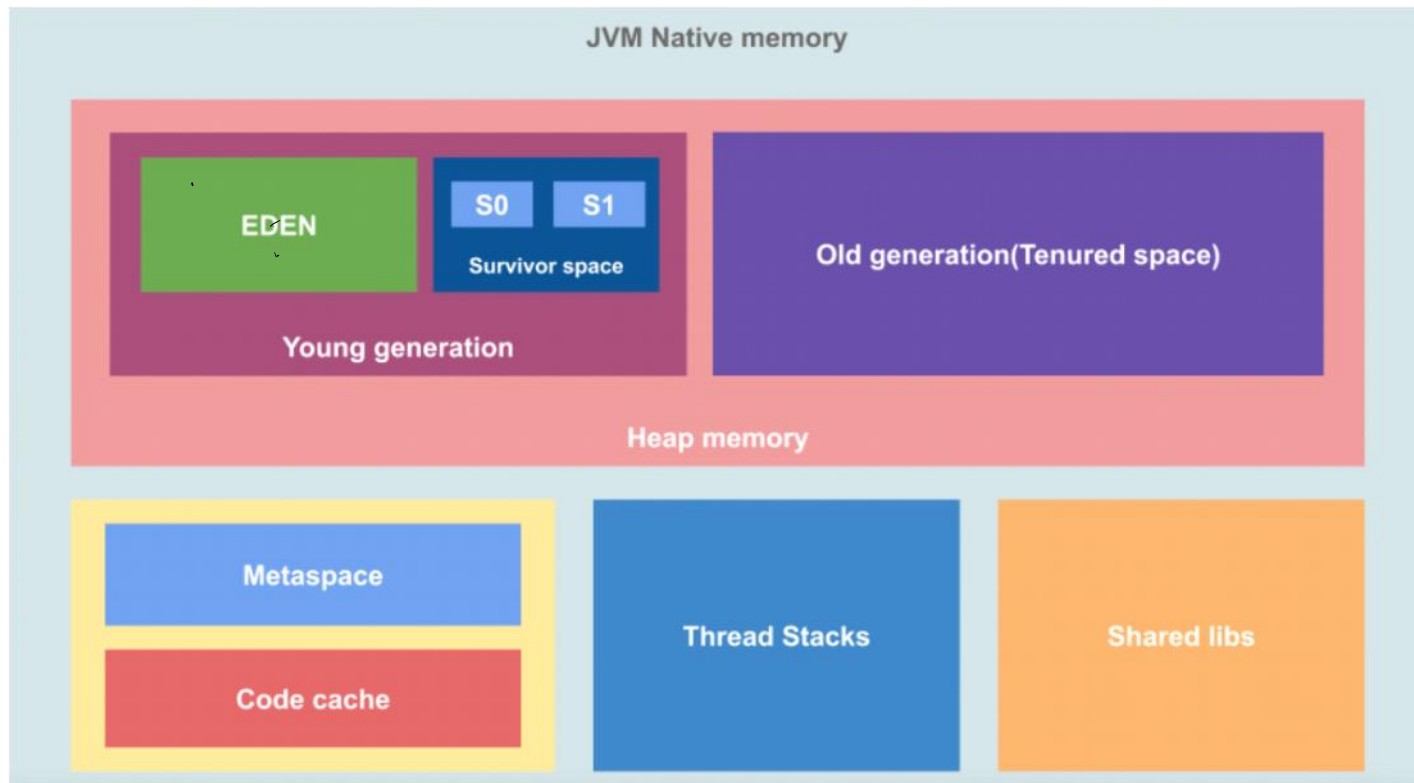 JVM Native memory
EDEN
S0
S1
Survivor space
Young generation
Old generation(Tenured space)
Heap memory
Metaspace
Code cache
Thread Stacks
Shared libs